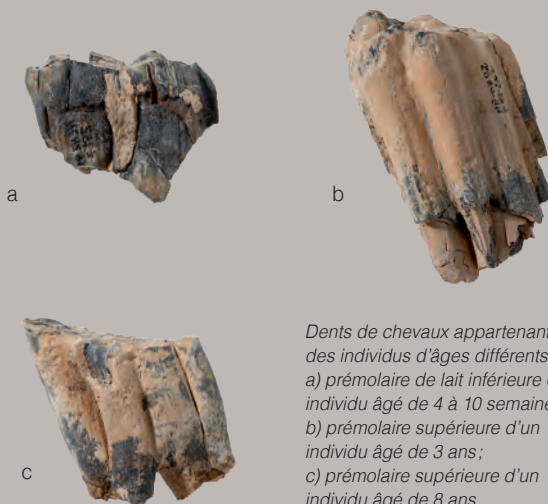 a
b
c
Dents de chevaux appartenant
des individus d'âges différents
a) prémolaire de lait inférieure
individu âgé de 4 à 10
b) prémolaire supérieure d'un
individu âgé de 3 ans;
c) prémolaire supérieure d'un
individu âgé de 8 ans